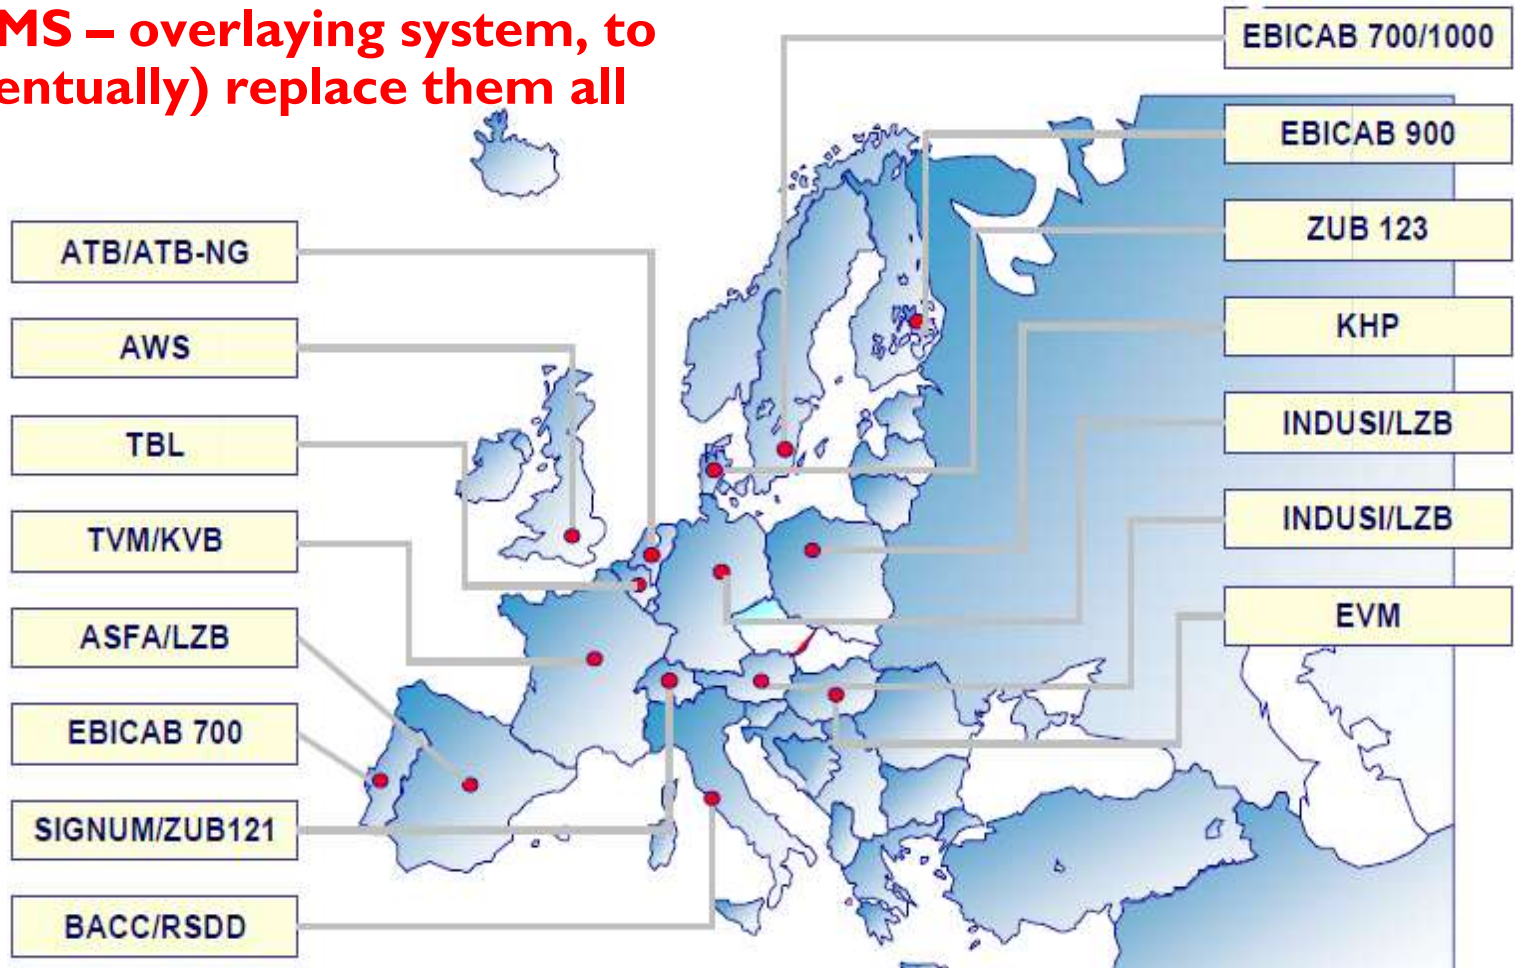 MS – overlaying system, to
entually) replace them all
EBICAB 700/1000
EBICAB 900
ZUB 123
KHP
INDUSI/LZB
INDUSI/LZB
EVM
ATB/ATB-NG
AWS
TBL
TVM/KVB
ASFA/LZB
EBICAB 700
SIGNUM/ZUB121
BACC/RSDD